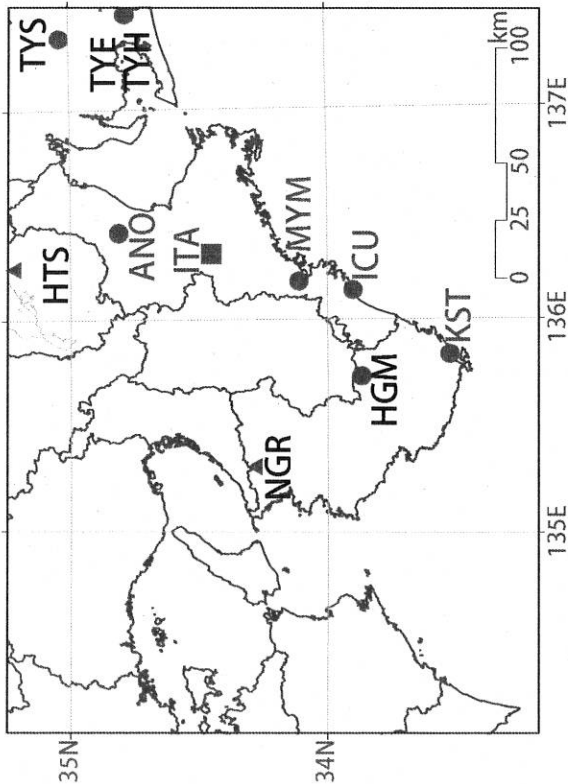 TYS
TYE
TYH
HTS
ANO
ITA
MYM
ICU
NGR
HGM
KST
35N
34N
135E
136E
137E
0 25 50 100
km